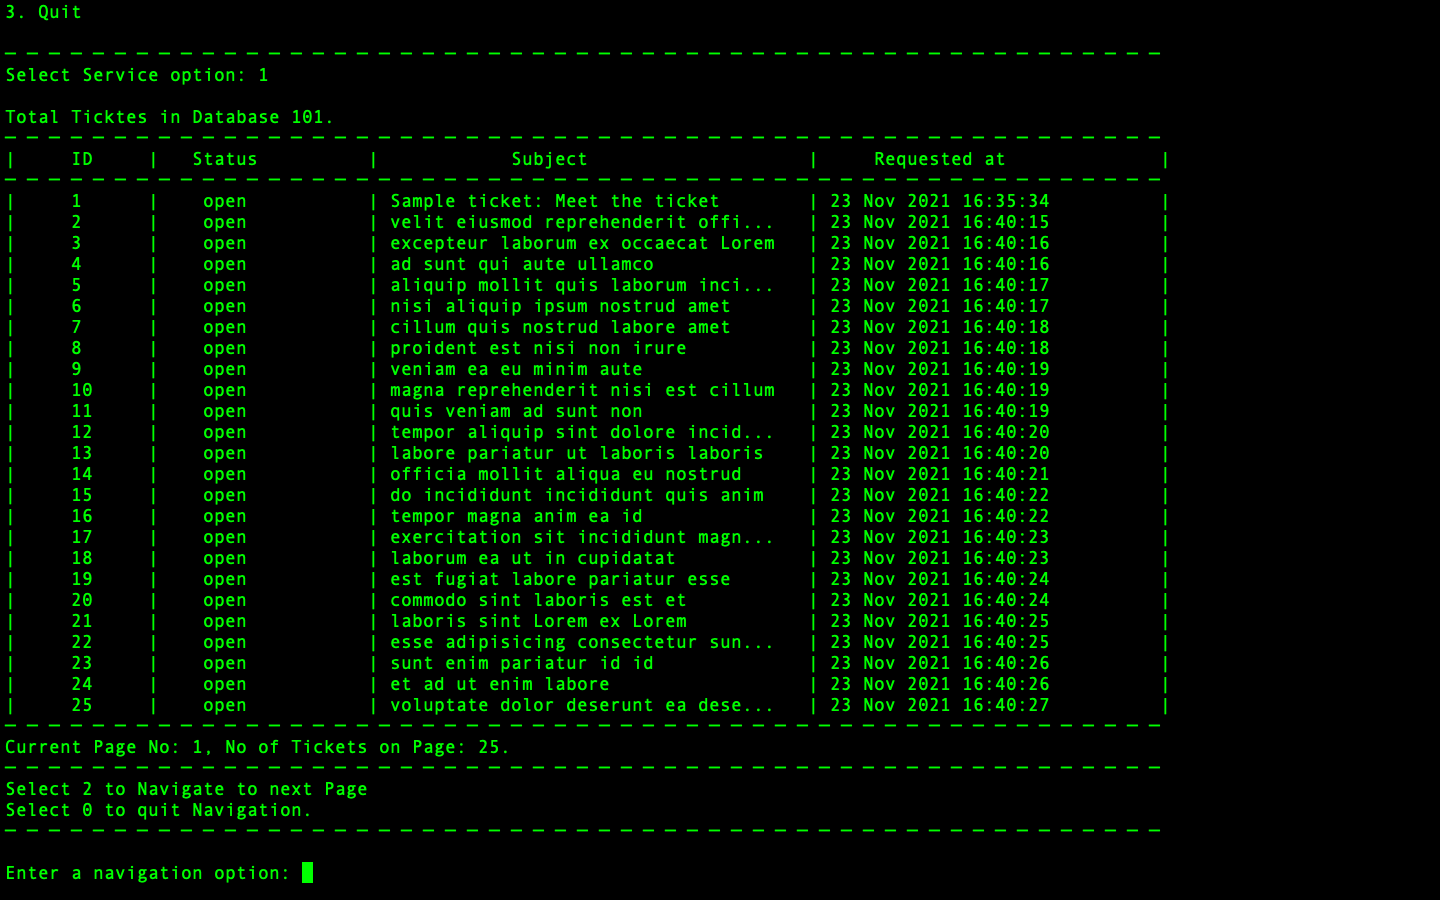 3. Quit
_ _ _ _ _ _ _ _ _ _ _ _ _ _ _ _ _ _ _ _ _ _ _ _ _ _ _ _ _ _ _ _ _ _ _ _ _ _ _ _ _ _ _ _ _ _ _ _ _ _ _ _ _
Select Service option: 1
Total Ticktes in Database 101.
_ _ _ _ _ _ _ _ _ _ _ _ _ _ _ _ _ _ _ _ _ _ _ _ _ _ _ _ _ _ _ _ _ _ _ _ _ _ _ _ _ _ _ _ _ _ _ _ _ _ _ _ _
| ID | Status | Subject | Requested at |
_ _ _ _ _ _ _ _ _ _ _ _ _ _ _ _ _ _ _ _ _ _ _ _ _ _ _ _ _ _ _ _ _ _ _ _ _ _ _ _ _ _ _ _ _ _ _ _ _ _ _ _ _
| 1 | open | Sample ticket: Meet the ticket | 23 Nov 2021 16:35:34 |
| 2 | open | velit eiusmod reprehenderit offi... | 23 Nov 2021 16:40:15 |
| 3 | open | excepteur laborum ex occaecat Lorem | 23 Nov 2021 16:40:16 |
| 4 | open | ad sunt qui aute ullamco | 23 Nov 2021 16:40:16 |
| 5 | open | aliquip mollit quis laborum inci... | 23 Nov 2021 16:40:17 |
| 6 | open | nisi aliquip ipsum nostrud amet | 23 Nov 2021 16:40:17 |
| 7 | open | cillum quis nostrud labore amet | 23 Nov 2021 16:40:18 |
| 8 | open | proident est nisi non irure | 23 Nov 2021 16:40:18 |
| 9 | open | veniam ea eu minim aute | 23 Nov 2021 16:40:19 |
| 10 | open | magna reprehenderit nisi est cillum | 23 Nov 2021 16:40:19 |
| 11 | open | quis veniam ad sunt non | 23 Nov 2021 16:40:19 |
| 12 | open | tempor aliquip sint dolore incid... | 23 Nov 2021 16:40:20 |
| 13 | open | labore pariatur ut laboris laboris | 23 Nov 2021 16:40:20 |
| 14 | open | officia mollit aliqua eu nostrud | 23 Nov 2021 16:40:21 |
| 15 | open | do incididunt incididunt quis anim | 23 Nov 2021 16:40:22 |
| 16 | open | tempor magna anim ea id | 23 Nov 2021 16:40:22 |
| 17 | open | exercitation sit incididunt magn... | 23 Nov 2021 16:40:23 |
| 18 | open | laborum ea ut in cupidatat | 23 Nov 2021 16:40:23 |
| 19 | open | est fugiat labore pariatur esse | 23 Nov 2021 16:40:24 |
| 20 | open | commodo sint laboris est et | 23 Nov 2021 16:40:24 |
| 21 | open | laboris sint Lorem ex Lorem | 23 Nov 2021 16:40:25 |
| 22 | open | esse adipisicing consectetur sun... | 23 Nov 2021 16:40:25 |
| 23 | open | sunt enim pariatur id id | 23 Nov 2021 16:40:26 |
| 24 | open | et ad ut enim labore | 23 Nov 2021 16:40:26 |
| 25 | open | voluptate dolor deserunt ea dese... | 23 Nov 2021 16:40:27 |
_ _ _ _ _ _ _ _ _ _ _ _ _ _ _ _ _ _ _ _ _ _ _ _ _ _ _ _ _ _ _ _ _ _ _ _ _ _ _ _ _ _ _ _ _ _ _ _ _ _ _ _ _
Current Page No: 1, No of Tickets on Page: 25.
_ _ _ _ _ _ _ _ _ _ _ _ _ _ _ _ _ _ _ _ _ _ _ _ _ _ _ _ _ _ _ _ _ _ _ _ _ _ _ _ _ _ _ _ _ _ _ _ _ _ _ _ _
Select 2 to Navigate to next Page
Select 0 to quit Navigation.
_ _ _ _ _ _ _ _ _ _ _ _ _ _ _ _ _ _ _ _ _ _ _ _ _ _ _ _ _ _ _ _ _ _ _ _ _ _ _ _ _ _ _ _ _ _ _ _ _ _ _ _ _
Enter a navigation option: